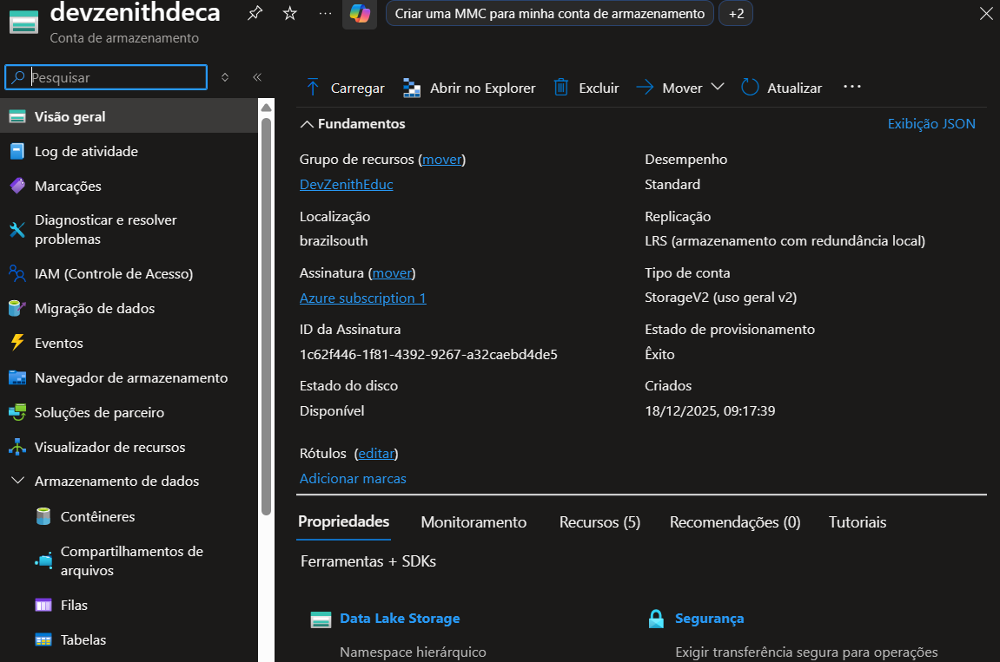 devzenithdeca
Conta de armazenamento
Criar uma MMC para minha conta de armazenamento
+2
Pesquisar
Visão geral
Log de atividade
Marcações
Diagnosticar e resolver
problemas
IAM (Controle de Acesso)
Migração de dados
Eventos
Navegador de armazenamento
Soluções de parceiro
Visualizador de recursos
Armazenamento de dados
Contêineres
Compartilhamentos de
arquivos
Filas
Tabelas
Carregar
Abrir no Explorer
Excluir
Mover
Atualizar
Fundamentos
Exibição JSON
Grupo de recursos (mover)
DevZenithEduc
Localização
brazilsouth
Assinatura (mover)
Azure subscription 1
ID da Assinatura
1c62f446-1f81-4392-9267-a32caebd4de5
Estado do disco
Disponível
Desempenho
Standard
Replicação
LRS (armazenamento com redundância local)
Tipo de conta
StorageV2 (uso geral v2)
Estado de provisionamento
Êxito
Criados
18/12/2025, 09:17:39
Rótulos (editar)
Adicionar marcas
Propriedades
Monitoramento
Recursos (5)
Recomendações (0)
Tutoriais
Ferramentas + SDKs
Data Lake Storage
Namespace hierárquico
Segurança
Exigir transferência segura para operações